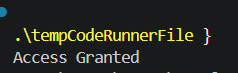 .\tempCodeRunnerFile }
Access Granted